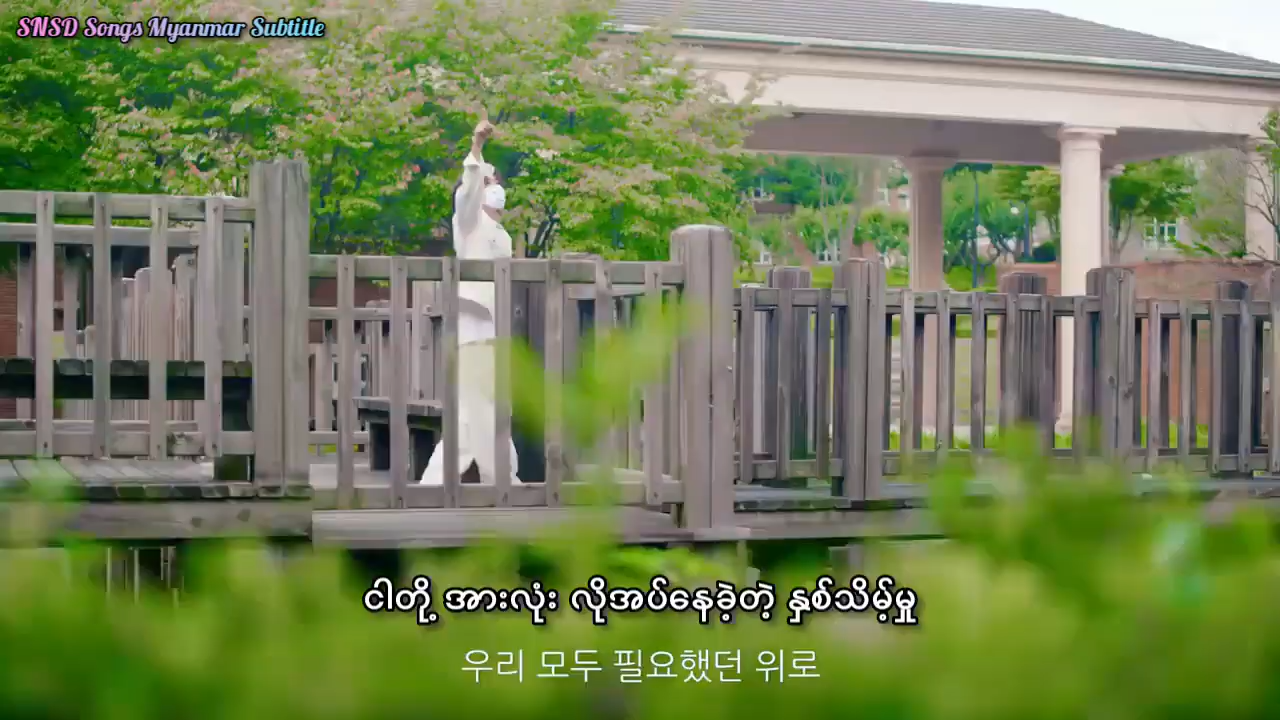 SNSD Songs Myanmar Subtitle
ငါတို့ အားလုံး လိုအပ်နေခဲ့တဲ့ နှစ်သိမ့်မှု
우리 모두 필요했던 위로